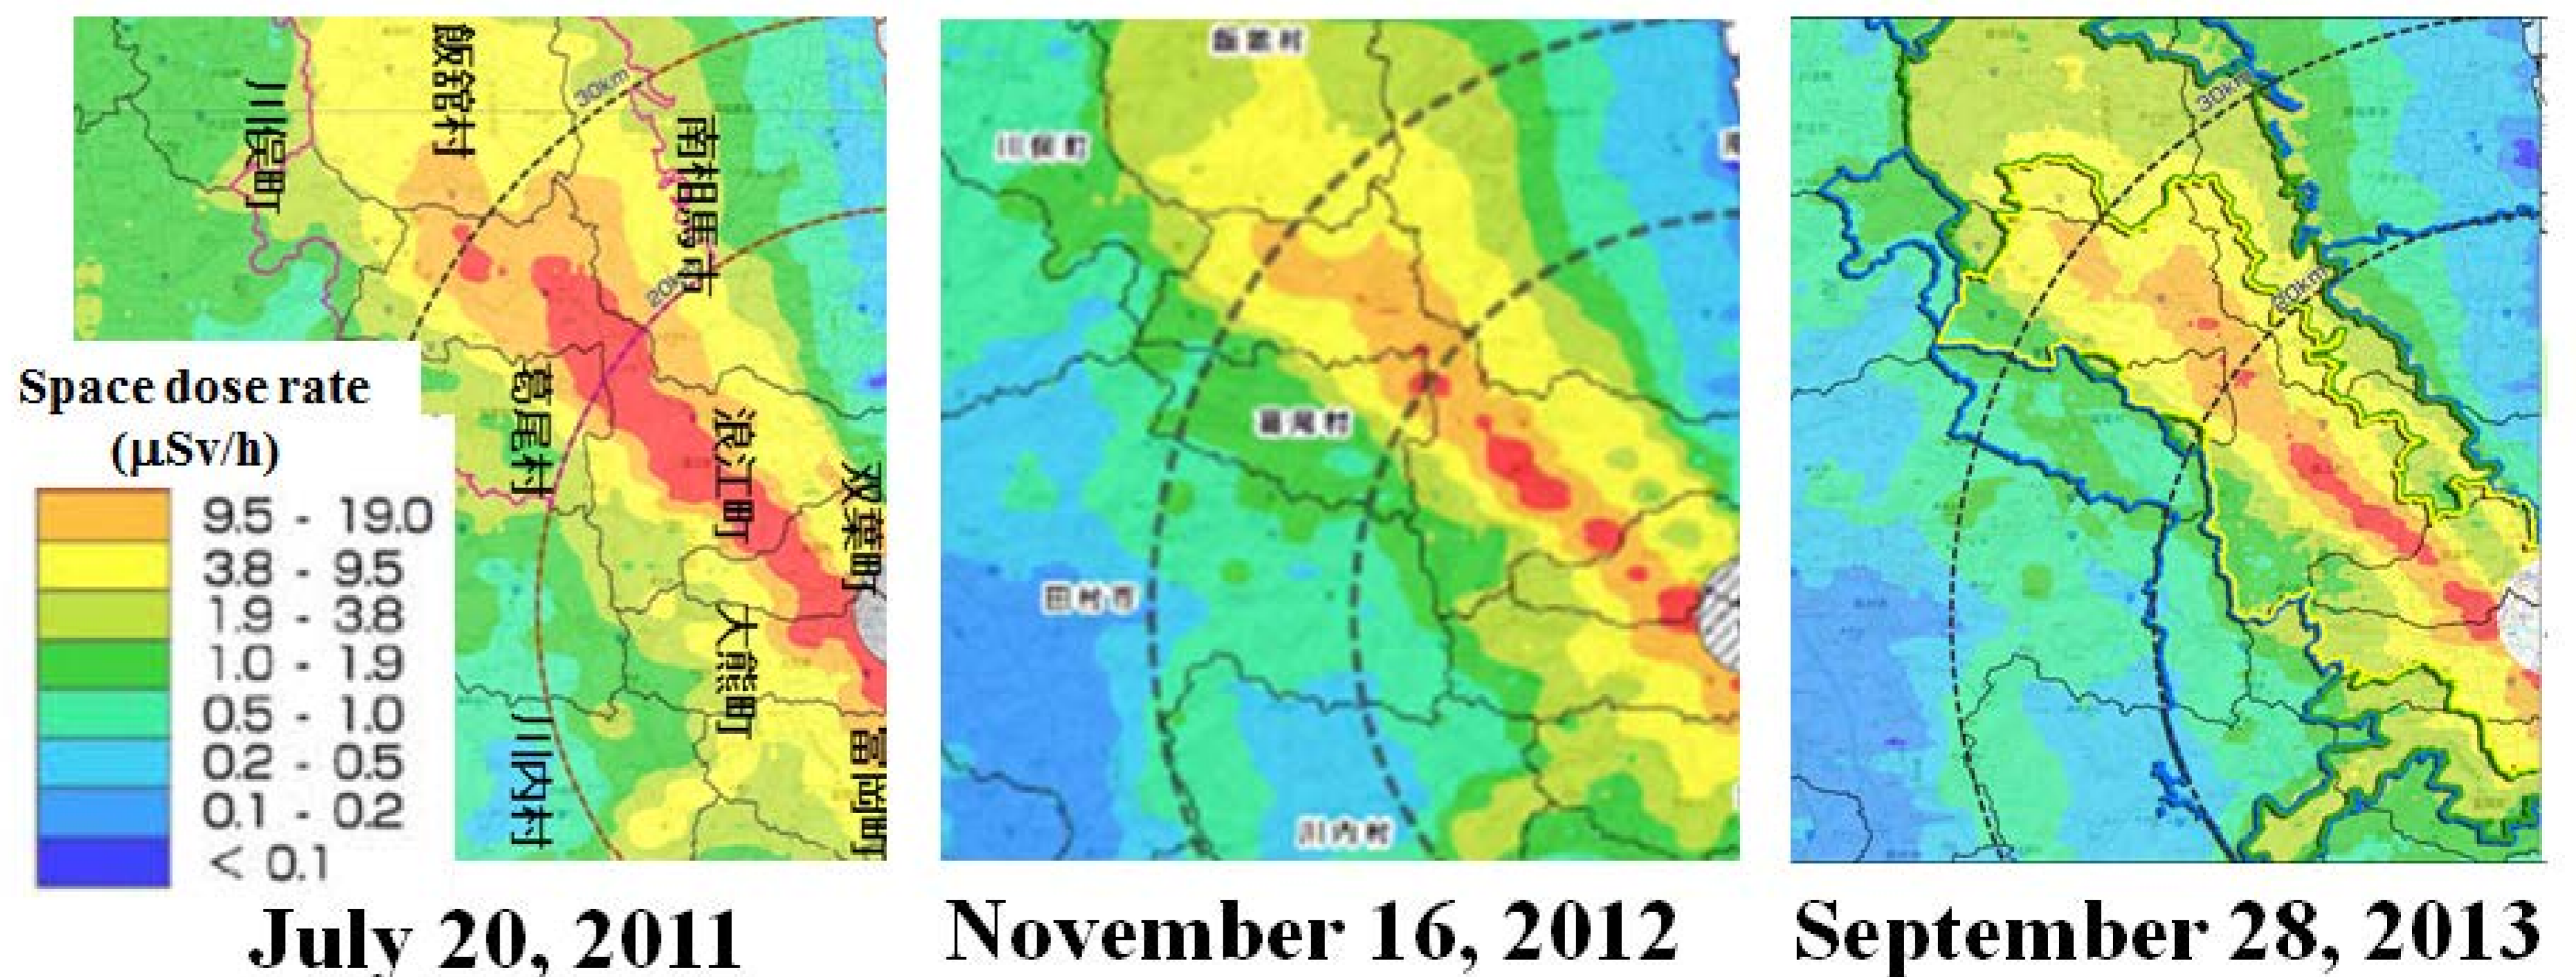 飯舘村
川俣町
30km
南相馬市
20km
葛尾村
浪江町
双葉町
大熊町
川内村
富岡町
Space dose rate
(μSv/h)
9.5 - 19.0
3.8 - 9.5
1.9 - 3.8
1.0 - 1.9
0.5 - 1.0
0.2 - 0.5
0.1 - 0.2
< 0.1
July 20, 2011
飯舘村
川俣町
葛尾村
田村市
川内村
November 16, 2012
30km
20km
September 28, 2013